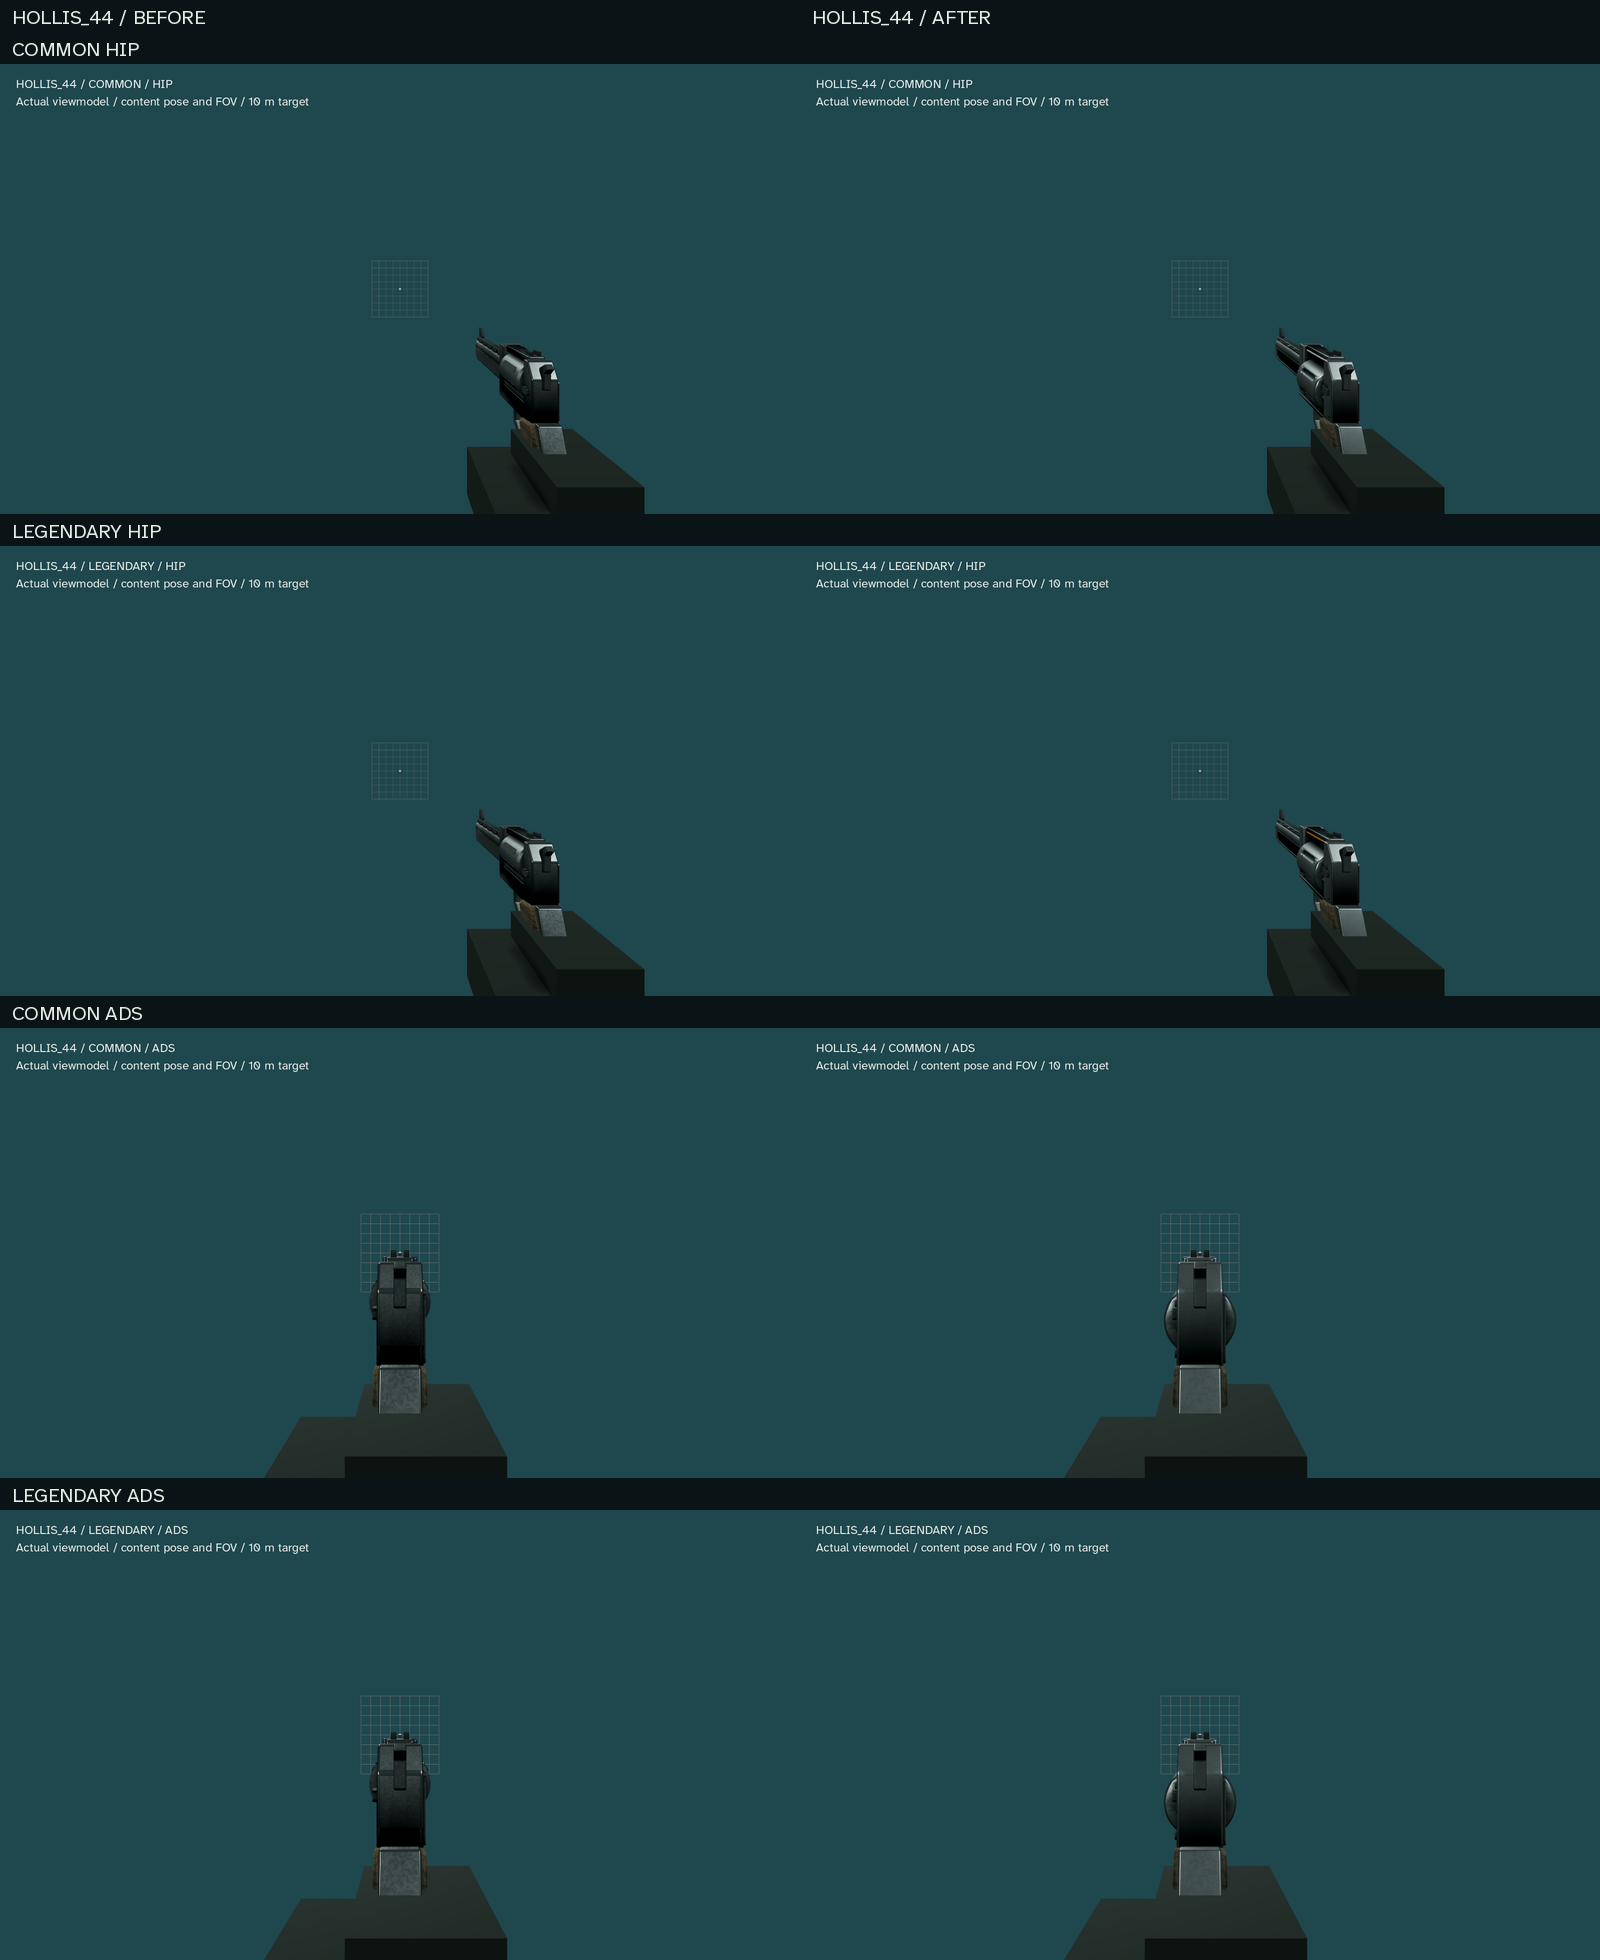 HOLLIS_44 / BEFORE
HOLLIS_44 / AFTER
COMMON HIP
HOLLIS_44 / COMMON / HIP
Actual viewmodel / content pose and FOV / 10 m target
HOLLIS_44 / COMMON / HIP
Actual viewmodel / content pose and FOV / 10 m target
LEGENDARY HIP
HOLLIS_44 / LEGENDARY / HIP
Actual viewmodel / content pose and FOV / 10 m target
HOLLIS_44 / LEGENDARY / HIP
Actual viewmodel / content pose and FOV / 10 m target
COMMON ADS
HOLLIS_44 / COMMON / ADS
Actual viewmodel / content pose and FOV / 10 m target
HOLLIS_44 / COMMON / ADS
Actual viewmodel / content pose and FOV / 10 m target
LEGENDARY ADS
HOLLIS_44 / LEGENDARY / ADS
Actual viewmodel / content pose and FOV / 10 m target
HOLLIS_44 / LEGENDARY / ADS
Actual viewmodel / content pose and FOV / 10 m target